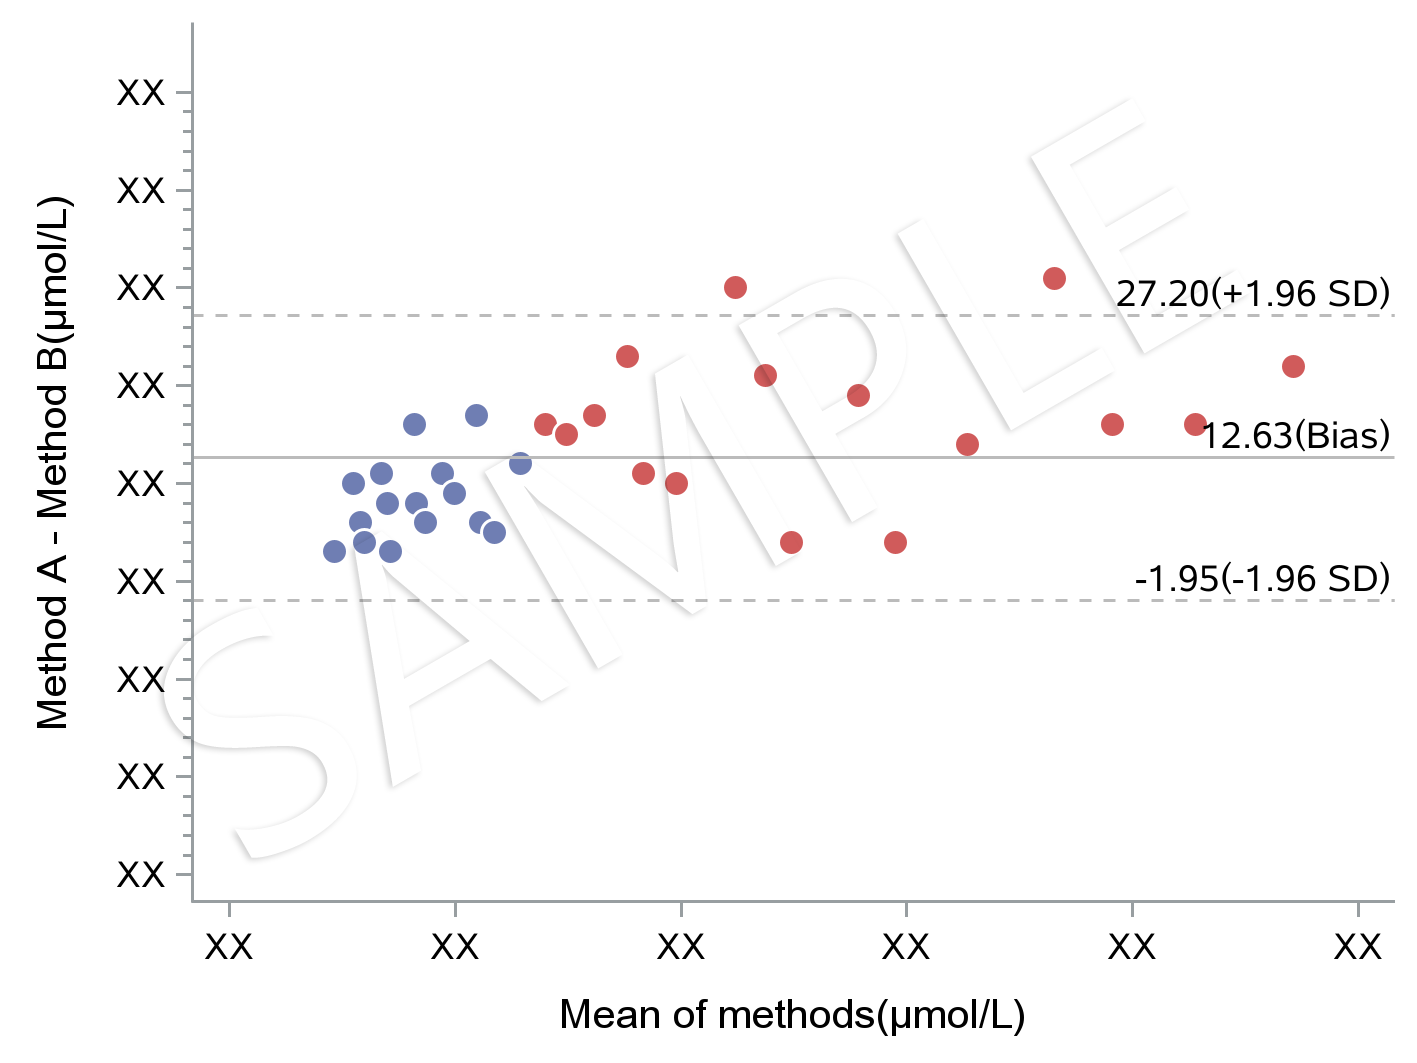 XX
XX
XX
XX
XX
XX
XX
XX
XX
Method A - Method B(µmol/L)
27.20(+1.96 SD)
12.63(Bias)
-1.95(-1.96 SD)
SAMPLE
XX XX XX XX XX XX
Mean of methods(µmol/L)